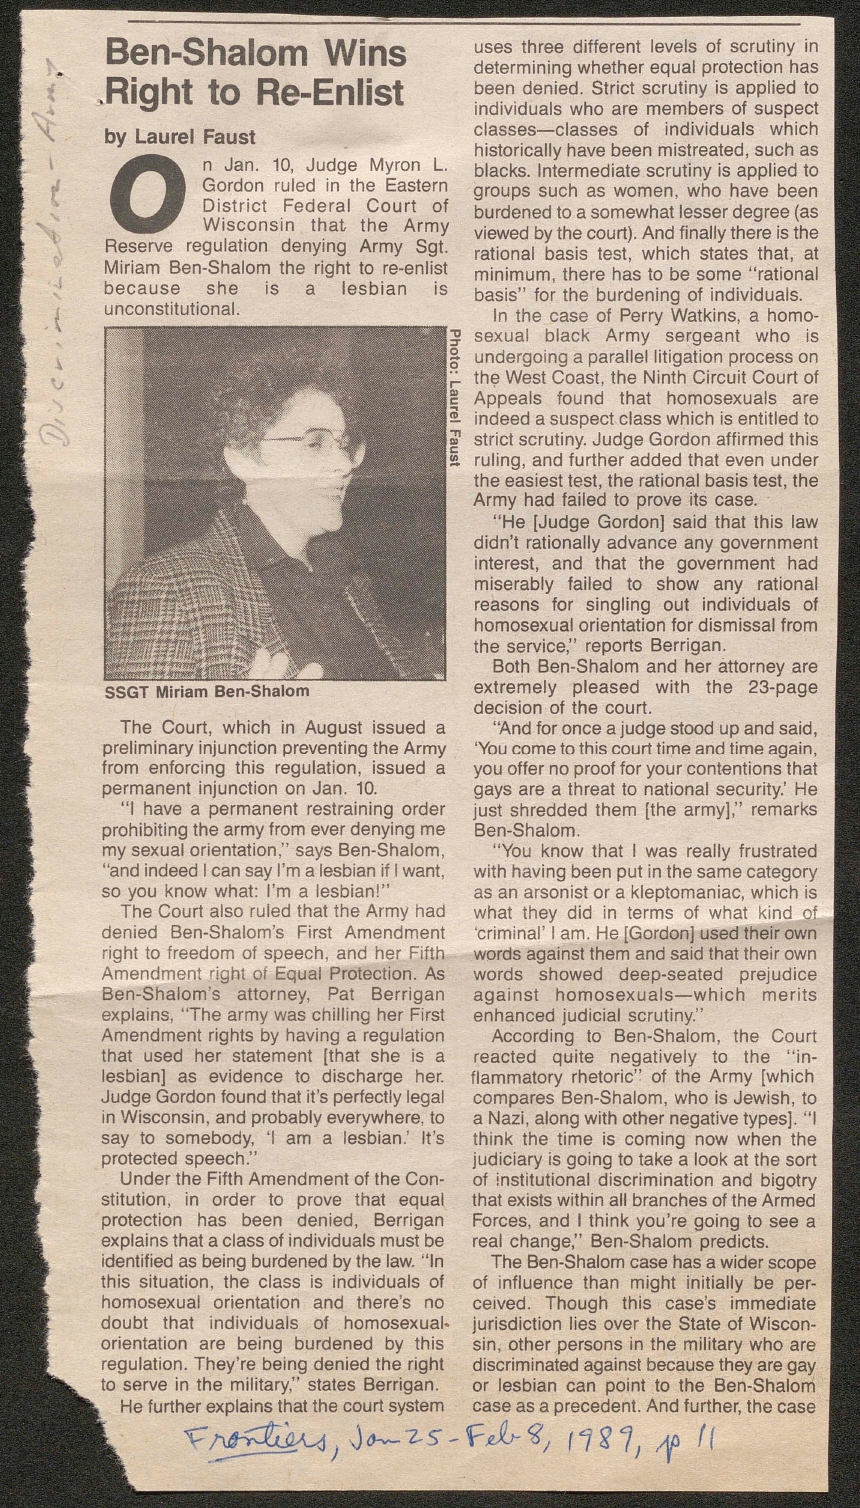 Discrimination - Army
Ben-Shalom Wins
Right to Re-Enlist
by Laurel Faust
On Jan. 10, Judge Myron L.
Gordon ruled in the Eastern
District Federal Court of
Wisconsin that the Army
Reserve regulation denying Army Sgt.
Miriam Ben-Shalom the right to re-enlist
because she is a lesbian is
unconstitutional.
Photo: Laurel Faust
SSGT Miriam Ben-Shalom
The Court, which in August issued a
preliminary injunction preventing the Army
from enforcing this regulation, issued a
permanent injunction on Jan. 10.
"I have a permanent restraining order
prohibiting the army from ever denying me
my sexual orientation," says Ben-Shalom,
"and indeed I can say I'm a lesbian if I want,
so you know what: I'm a lesbian!"
The Court also ruled that the Army had
denied Ben-Shalom's First Amendment
right to freedom of speech, and her Fifth
Amendment right of Equal Protection. As
Ben-Shalom's attorney, Pat Berrigan
explains, "The army was chilling her First
Amendment rights by having a regulation
that used her statement [that she is a
lesbian] as evidence to discharge her.
Judge Gordon found that it's perfectly legal
in Wisconsin, and probably everywhere, to
say to somebody, 'I am a lesbian.' It's
protected speech."
Under the Fifth Amendment of the Con-
stitution, in order to prove that equal
protection has been denied, Berrigan
explains that a class of individuals must be
identified as being burdened by the law. "In
this situation, the class is individuals of
homosexual orientation and there's no
doubt that individuals of homosexual
orientation are being burdened by this
regulation. They're being denied the right
to serve in the military," states Berrigan.
He further explains that the court system
uses three different levels of scrutiny in
determining whether equal protection has
been denied. Strict scrutiny is applied to
individuals who are members of suspect
classes—classes of individuals which
historically have been mistreated, such as
blacks. Intermediate scrutiny is applied to
groups such as women, who have been
burdened to a somewhat lesser degree (as
viewed by the court). And finally there is the
rational basis test, which states that, at
minimum, there has to be some "rational
basis" for the burdening of individuals.
In the case of Perry Watkins, a homo-
sexual black Army sergeant who is
undergoing a parallel litigation process on
the West Coast, the Ninth Circuit Court of
Appeals found that homosexuals are
indeed a suspect class which is entitled to
strict scrutiny. Judge Gordon affirmed this
ruling, and further added that even under
the easiest test, the rational basis test, the
Army had failed to prove its case.
"He [Judge Gordon] said that this law
didn't rationally advance any government
interest, and that the government had
miserably failed to show any rational
reasons for singling out individuals of
homosexual orientation for dismissal from
the service," reports Berrigan.
Both Ben-Shalom and her attorney are
extremely pleased with the 23-page
decision of the court.
"And for once a judge stood up and said,
'You come to this court time and time again,
you offer no proof for your contentions that
gays are a threat to national security.' He
just shredded them [the army]," remarks
Ben-Shalom.
"You know that I was really frustrated
with having been put in the same category
as an arsonist or a kleptomaniac, which is
what they did in terms of what kind of
'criminal' I am. He [Gordon] used their own
words against them and said that their own
words showed deep-seated prejudice
against homosexuals—which merits
enhanced judicial scrutiny."
According to Ben-Shalom, the Court
reacted quite negatively to the "in-
flammatory rhetoric" of the Army [which
compares Ben-Shalom, who is Jewish, to
a Nazi, along with other negative types]. "I
think the time is coming now when the
judiciary is going to take a look at the sort
of institutional discrimination and bigotry
that exists within all branches of the Armed
Forces, and I think you're going to see a
real change," Ben-Shalom predicts.
The Ben-Shalom case has a wider scope
of influence than might initially be per-
ceived. Though this case's immediate
jurisdiction lies over the State of Wiscon-
sin, other persons in the military who are
discriminated against because they are gay
or lesbian can point to the Ben-Shalom
case as a precedent. And further, the case
Frontiers, Jan 25-Feb 8, 1989, p 11